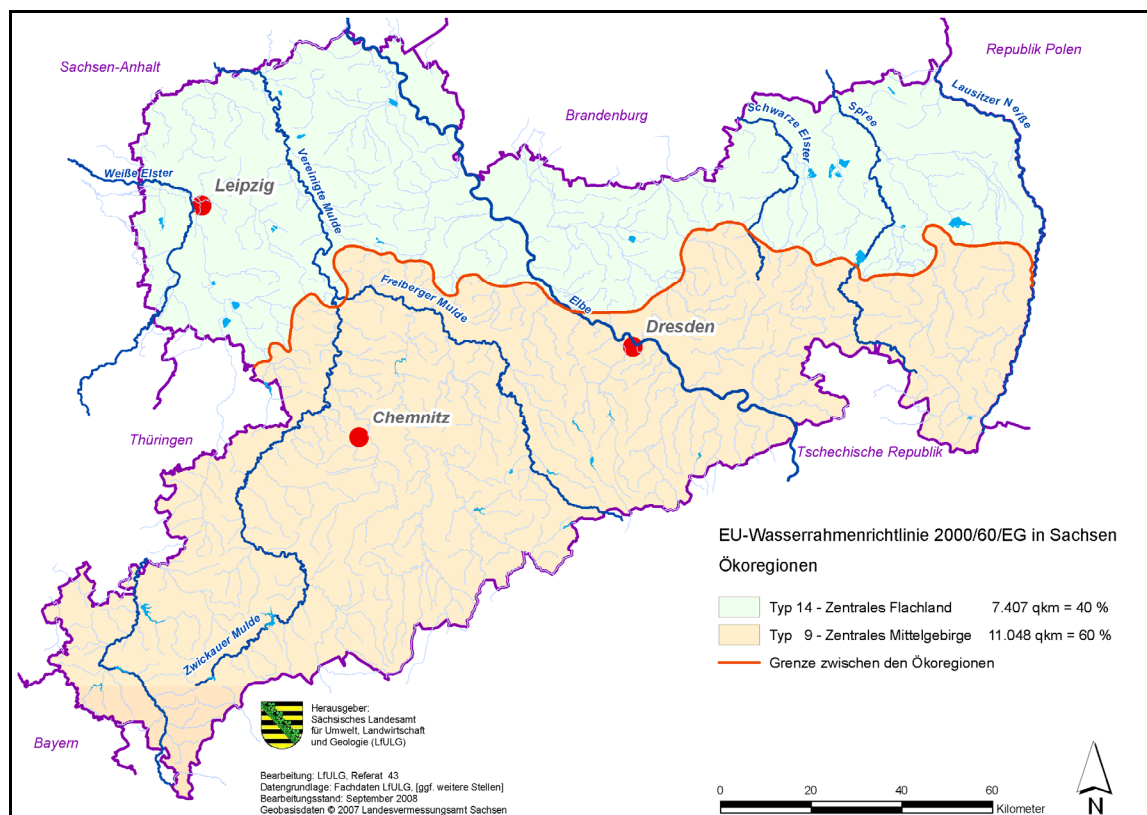 Sachsen-Anhalt
Republik Polen
Brandenburg
Lausitzer Neiße
Schwarze Elster
Spree
Weiße Elster
Leipzig
Vereinigte Mulde
Freiberger Mulde
Elbe
Dresden
Chemnitz
Thüringen
Tschechische Republik
Zwickauer Mulde
Bayern
EU-Wasserrahmenrichtlinie 2000/60/EG in Sachsen
Ökoregionen
Typ 14 - Zentrales Flachland 7.407 qkm = 40 %
Typ 9 - Zentrales Mittelgebirge 11.048 qkm = 60 %
Grenze zwischen den Ökoregionen
Herausgeber:
Sächsisches Landesamt
für Umwelt, Landwirtschaft
und Geologie (LfULG)
Bearbeitung: LfULG, Referat 43
Datengrundlage: Fachdaten LfULG, [ggf. weitere Stellen]
Bearbeitungsstand: September 2008
Geobasisdaten © 2007 Landesvermessungsamt Sachsen
0 20 40 60
Kilometer
N